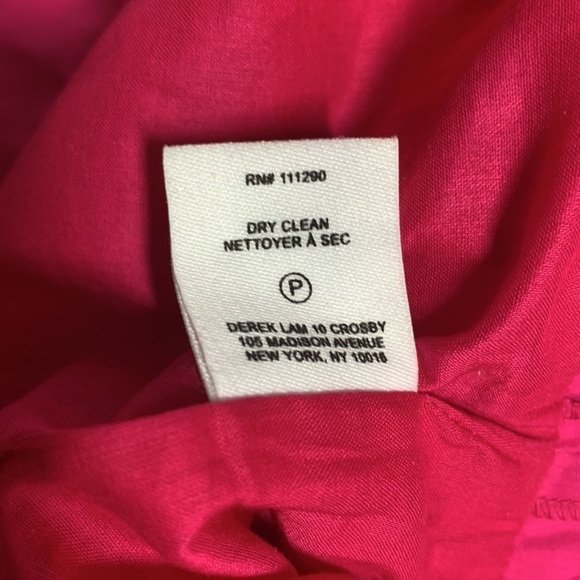 RN# 111290
DRY CLEAN
NETTOYER À SEC
P
DEREK LAM 10 CROSBY
105 MADISON AVENUE
NEW YORK, NY 10016